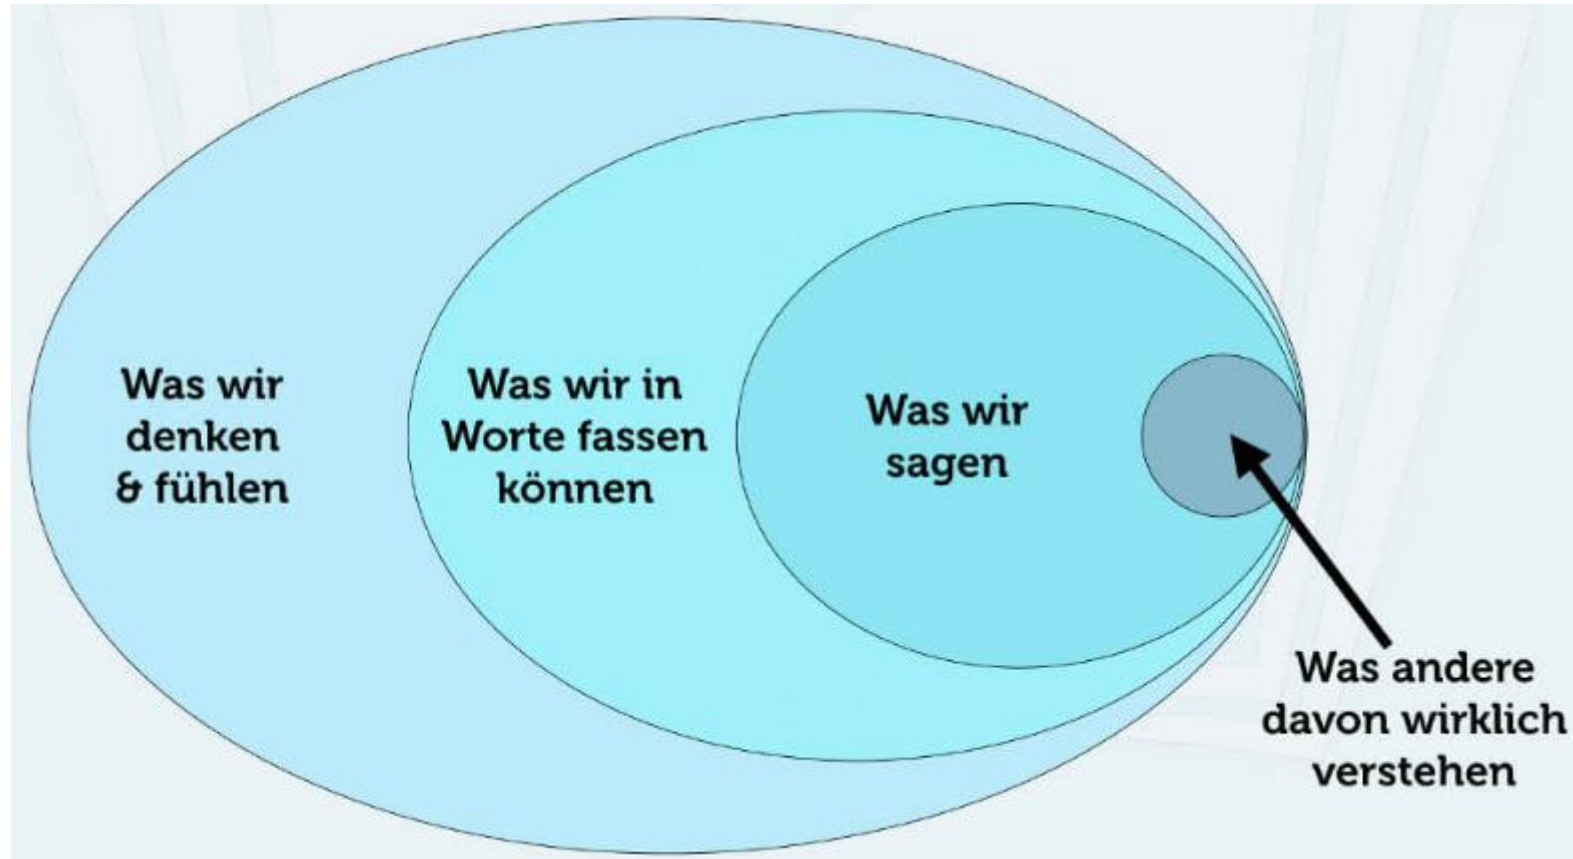 Was wir
denken
& fühlen
Was wir in
Worte fassen
können
Was wir
sagen
Was andere
davon wirklich
verstehen